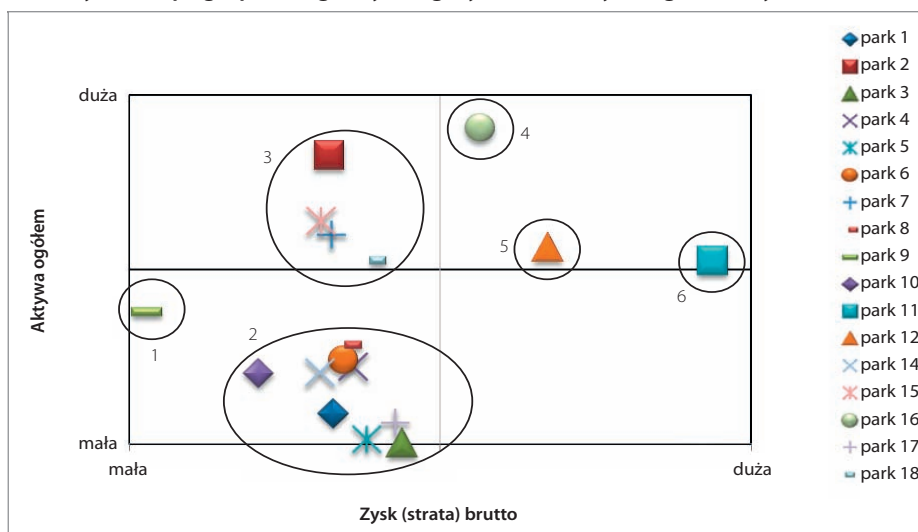 park 1
park 2
park 3
park 4
park 5
park 6
park 7
park 8
park 9
park 10
park 11
park 12
park 14
park 15
park 16
park 17
park 18
duża
3
4
5
6
Aktywa ogółem
1
2
mała
mała
duża
Zysk (strata) brutto